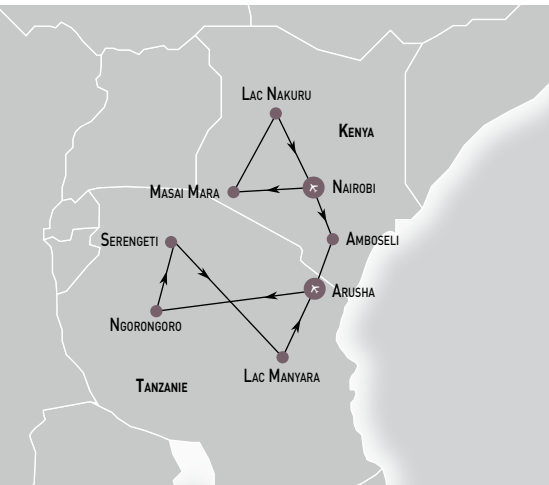 Lac Nakuru
Kenya
Masai Mara
Nairobi
Serengeti
Amboseli
Arusha
Ngorongoro
Lac Manyara
Tanzanie